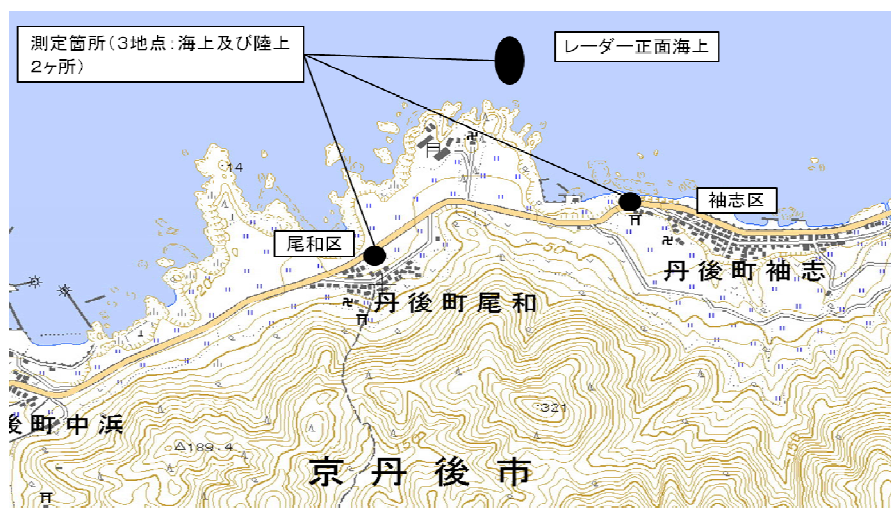 測定箇所(3地点:海上及び陸上
2ヶ所)
レーダー正面海上
14
袖志区
尾和区
丹後町袖志
丹後町尾和
321
後町中浜
189.4
京丹後市